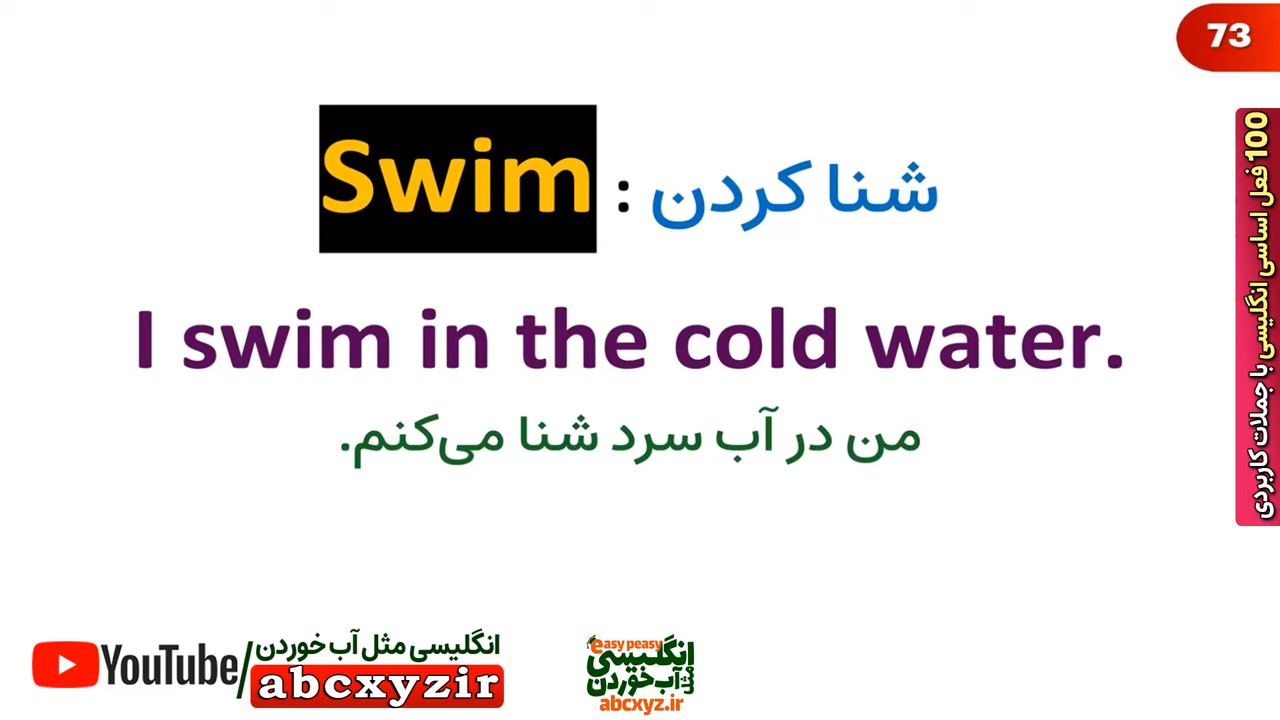 73
Swim : شنا کردن
I swim in the cold water.
من در آب سرد شنا می‌کنم.
100 فعل اساسی انگلیسی با جملات کاربردی
YouTube/
انگلیسی مثل آب خوردن
abcxyzir
easy peasy
انگلیسی
مثل
آب خوردن
abcxyz.ir